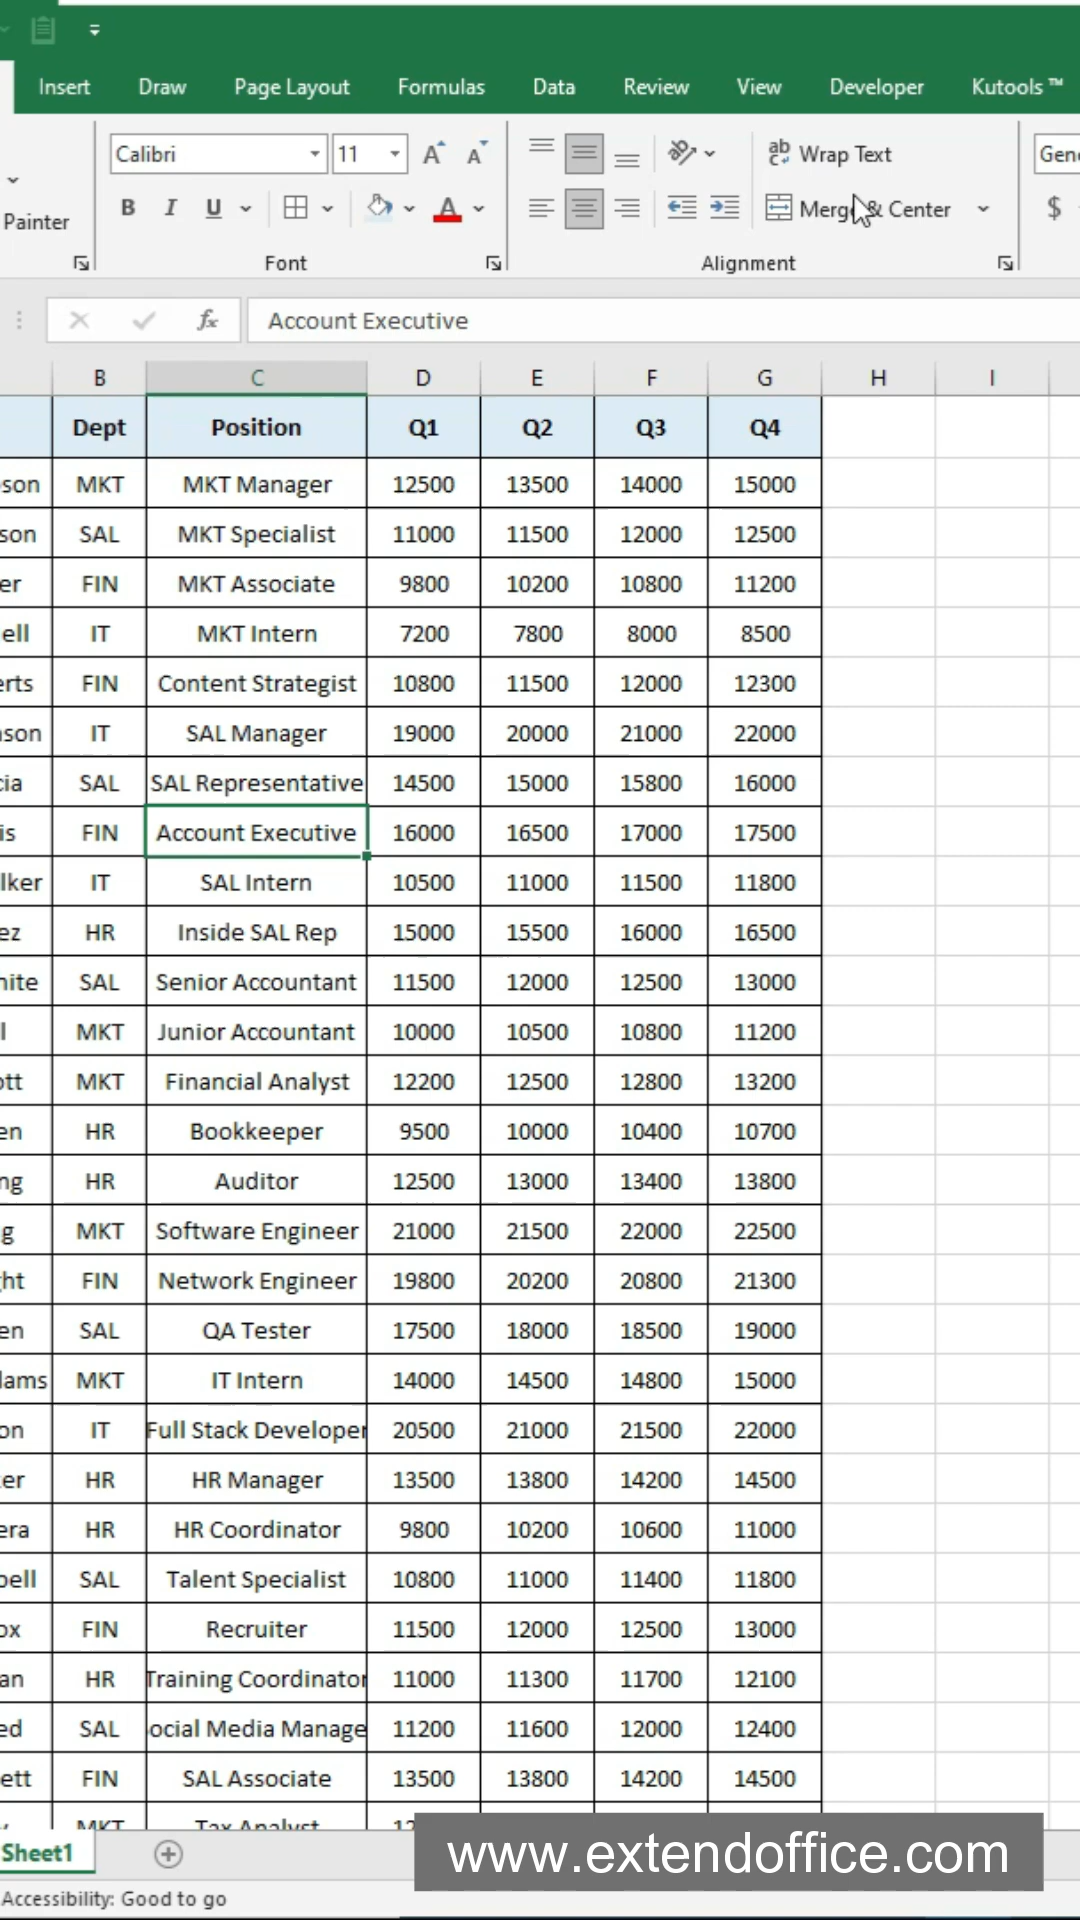 Insert Draw Page Layout Formulas Data Review View Developer Kutools ™
Calibri 11 A A ab Wrap Text Gene
Painter B I U A Merge & Center $
Font Alignment
fx Account Executive
B C D E F G H I
Dept Position Q1 Q2 Q3 Q4
son MKT MKT Manager 12500 13500 14000 15000
son SAL MKT Specialist 11000 11500 12000 12500
er FIN MKT Associate 9800 10200 10800 11200
ell IT MKT Intern 7200 7800 8000 8500
erts FIN Content Strategist 10800 11500 12000 12300
nson IT SAL Manager 19000 20000 21000 22000
cia SAL SAL Representative 14500 15000 15800 16000
is FIN Account Executive 16000 16500 17000 17500
lker IT SAL Intern 10500 11000 11500 11800
ez HR Inside SAL Rep 15000 15500 16000 16500
hite SAL Senior Accountant 11500 12000 12500 13000
l MKT Junior Accountant 10000 10500 10800 11200
ott MKT Financial Analyst 12200 12500 12800 13200
en HR Bookkeeper 9500 10000 10400 10700
ng HR Auditor 12500 13000 13400 13800
g MKT Software Engineer 21000 21500 22000 22500
ght FIN Network Engineer 19800 20200 20800 21300
en SAL QA Tester 17500 18000 18500 19000
dams MKT IT Intern 14000 14500 14800 15000
on IT Full Stack Developer 20500 21000 21500 22000
ker HR HR Manager 13500 13800 14200 14500
era HR HR Coordinator 9800 10200 10600 11000
bell SAL Talent Specialist 10800 11000 11400 11800
ox FIN Recruiter 11500 12000 12500 13000
an HR Training Coordinator 11000 11300 11700 12100
ed SAL ocial Media Manage 11200 11600 12000 12400
ett FIN SAL Associate 13500 13800 14200 14500
MKT Tax Analyst
Sheet1
www.extendoffice.com
Accessibility: Good to go